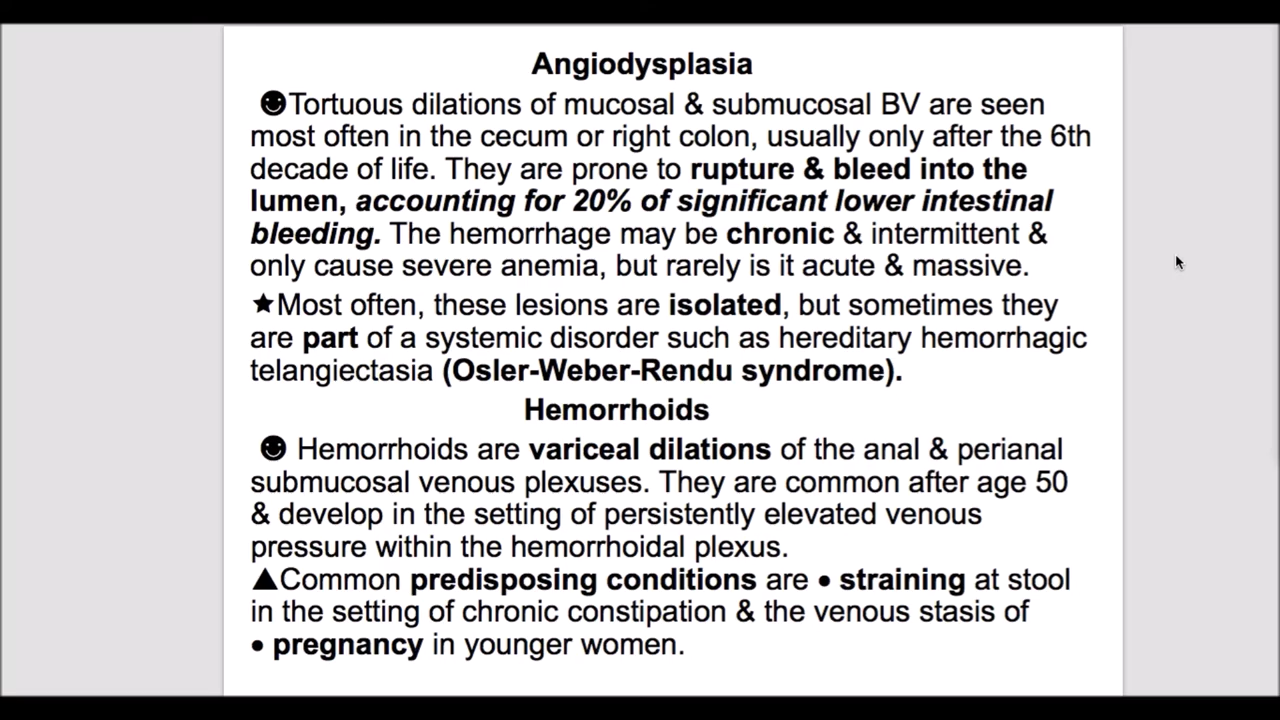 Angiodysplasia
☻Tortuous dilations of mucosal & submucosal BV are seen
most often in the cecum or right colon, usually only after the 6th
decade of life. They are prone to rupture & bleed into the
lumen, accounting for 20% of significant lower intestinal
bleeding. The hemorrhage may be chronic & intermittent &
only cause severe anemia, but rarely is it acute & massive.
★Most often, these lesions are isolated, but sometimes they
are part of a systemic disorder such as hereditary hemorrhagic
telangiectasia (Osler-Weber-Rendu syndrome).
Hemorrhoids
☻ Hemorrhoids are variceal dilations of the anal & perianal
submucosal venous plexuses. They are common after age 50
& develop in the setting of persistently elevated venous
pressure within the hemorrhoidal plexus.
▲Common predisposing conditions are • straining at stool
in the setting of chronic constipation & the venous stasis of
• pregnancy in younger women.